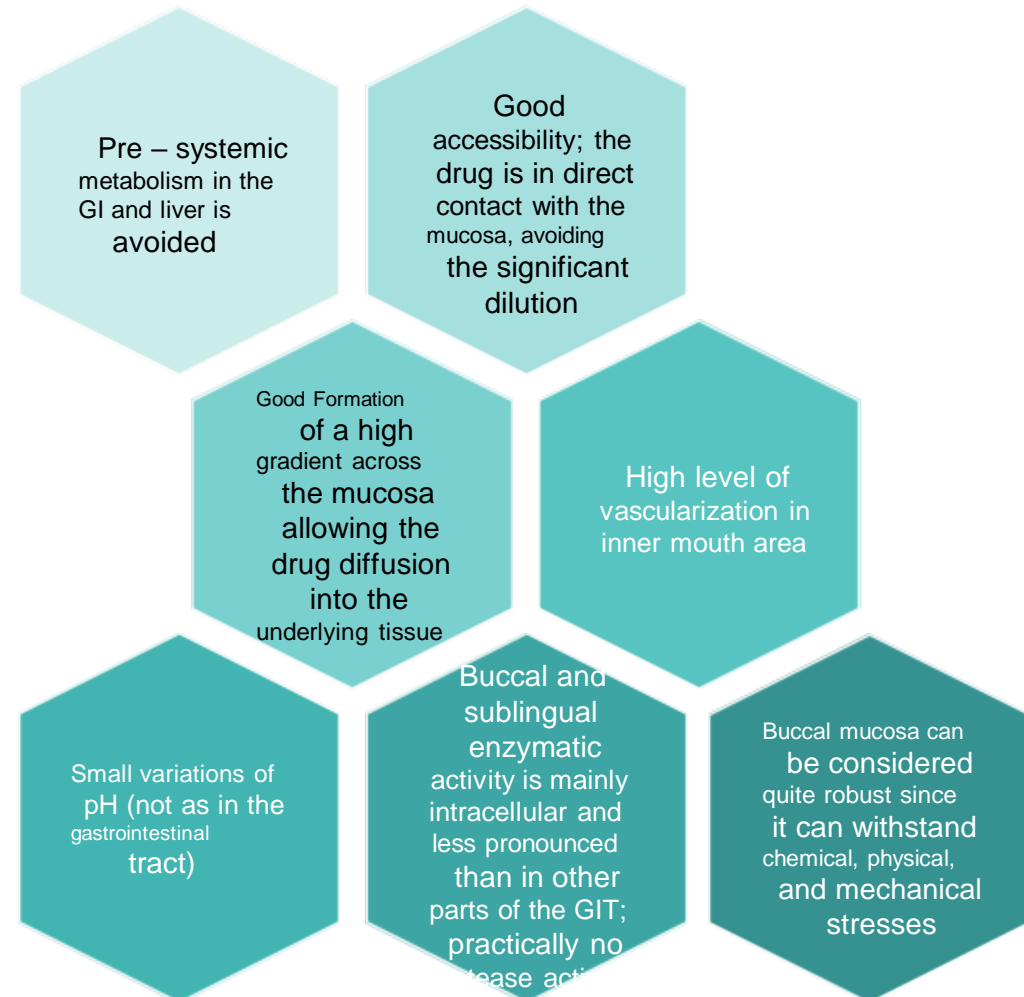 Pre – systemic
metabolism in the
GI and liver is
avoided
Good
accessibility; the
drug is in direct
contact with the
mucosa, avoiding
the significant
dilution
Good Formation
of a high
gradient across
the mucosa
allowing the
drug diffusion
into the
underlying tissue
High level of
vascularization in
inner mouth area
Small variations of
pH (not as in the
gastrointestinal
tract)
Buccal and
sublingual
enzymatic
activity is mainly
intracellular and
less pronounced
than in other
parts of the GIT;
practically no
Buccal mucosa can
be considered
quite robust since
it can withstand
chemical, physical,
and mechanical
stresses